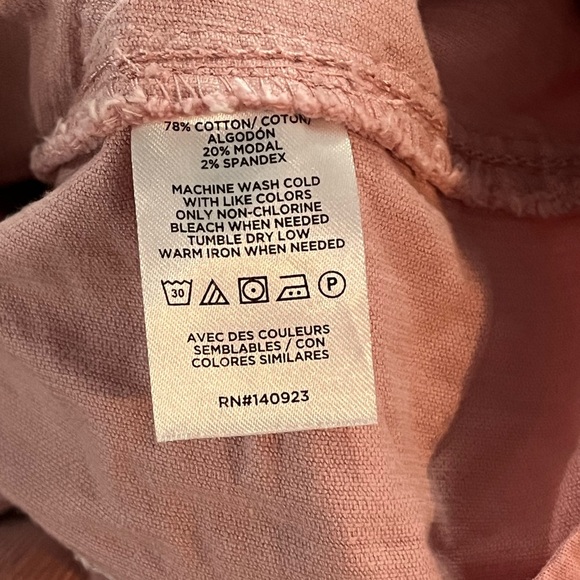 78% COTTON/ COTON/
ALGODÓN
20% MODAL
2% SPANDEX
MACHINE WASH COLD
WITH LIKE COLORS
ONLY NON-CHLORINE
BLEACH WHEN NEEDED
TUMBLE DRY LOW
WARM IRON WHEN NEEDED
30 P
AVEC DES COULEURS
SEMBLABLES / CON
COLORES SIMILARES
RN#140923